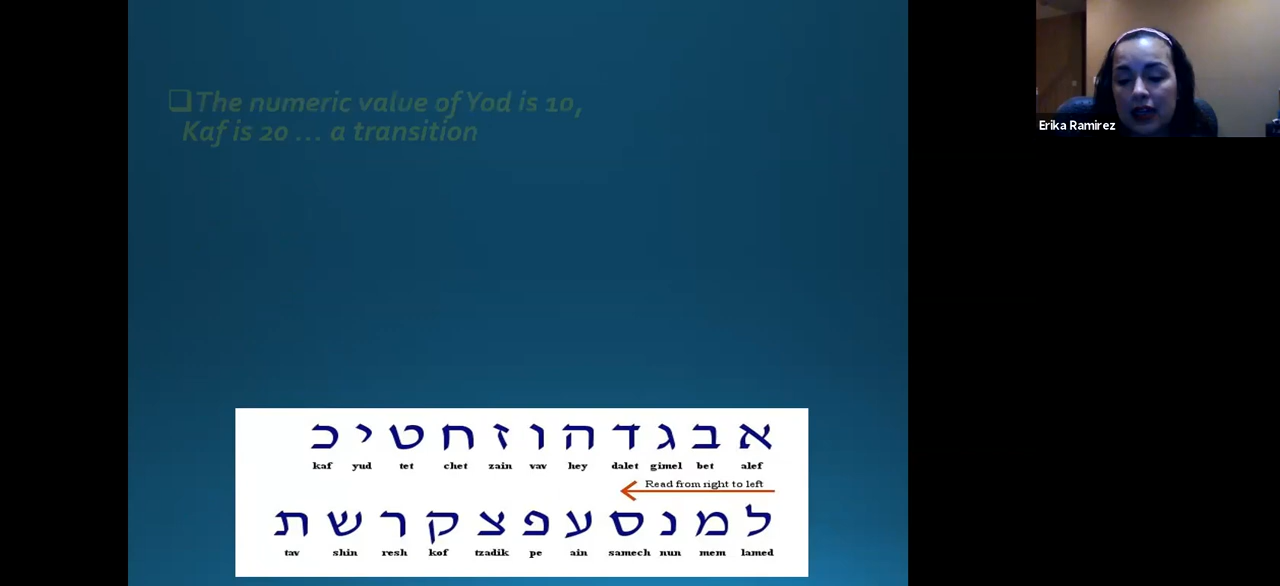 ❑The numeric value of Yod is 10,
Kaf is 20 ... a transition
Erika Ramirez
א ב ג ד ה ו ז ח ט י כ
kaf yud tet chet zain vav hey dalet gimel bet alef
Read from right to left
ל מ נ ס ע פ צ ק ר ש ת
tav shin resh kof tzadik pe ain samech nun mem lamed